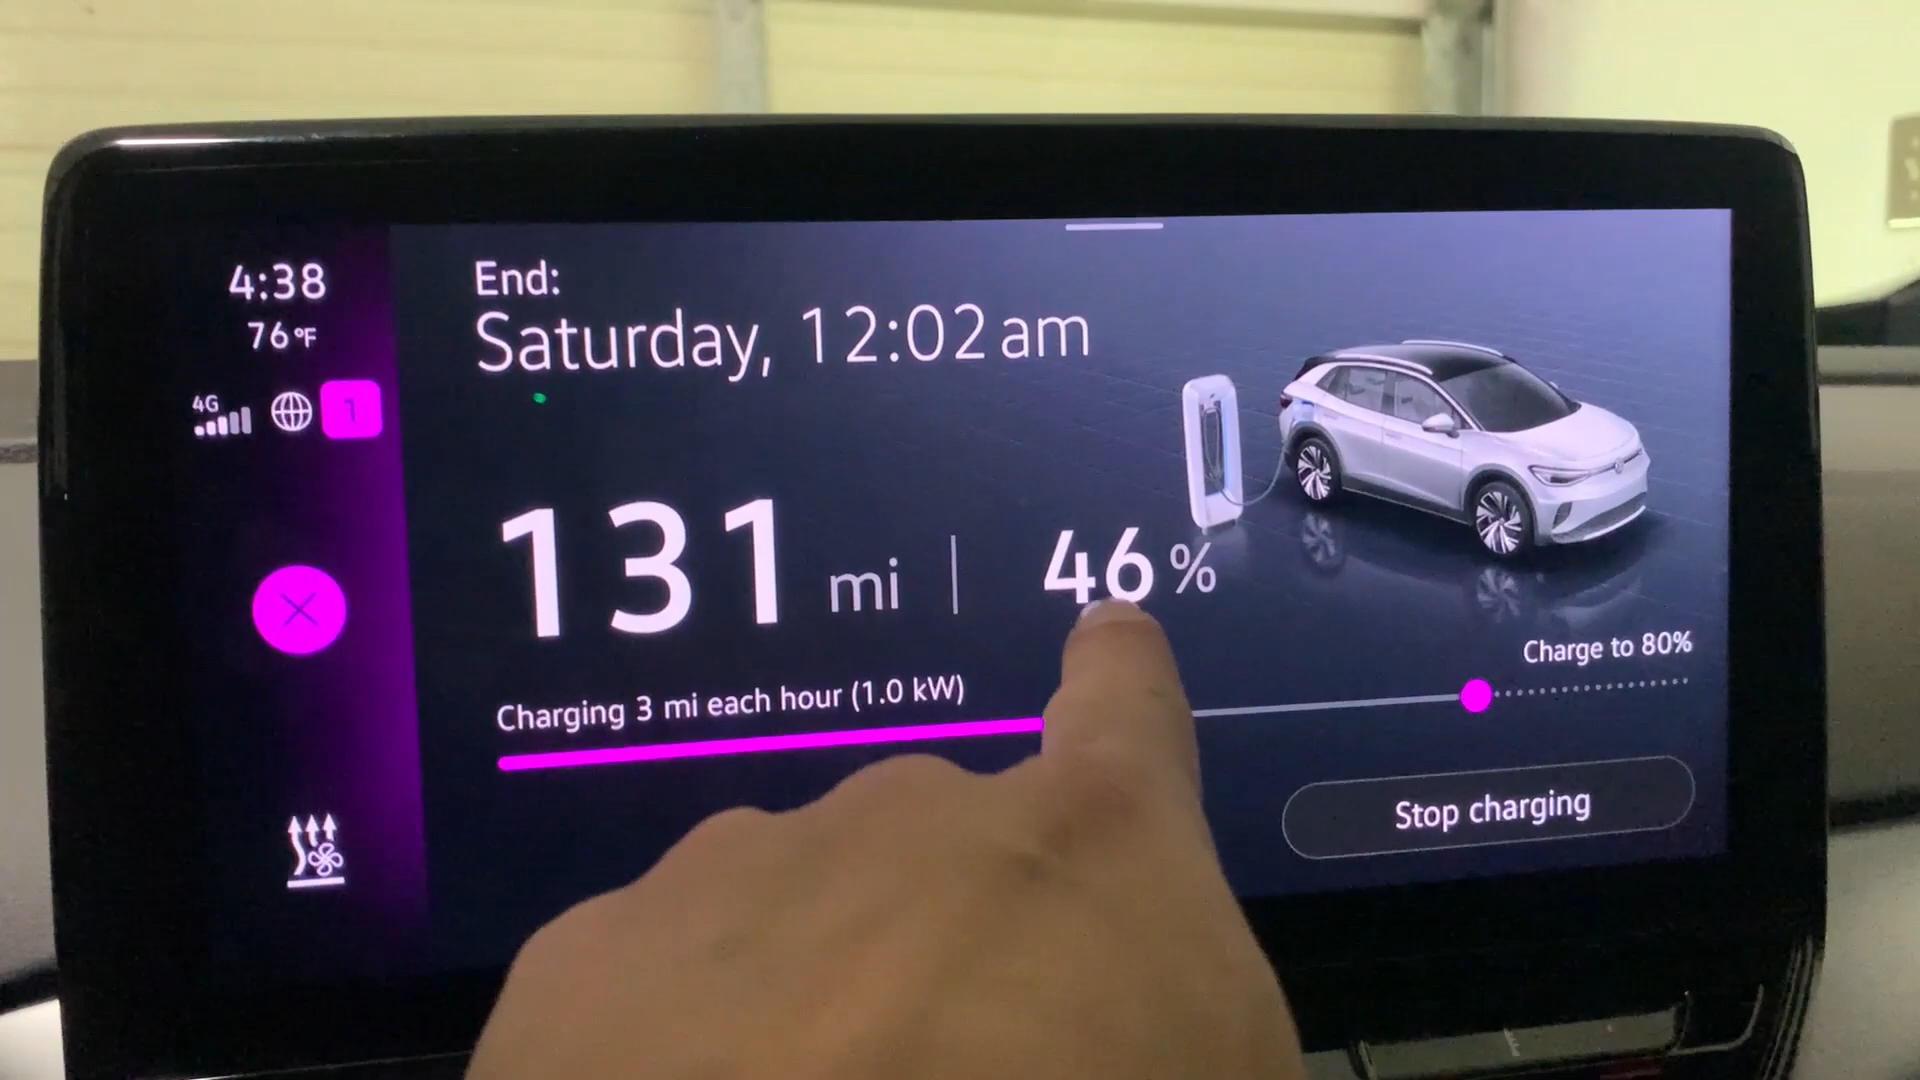 4:38
76°F
4G
1
End:
Saturday, 12:02 am
131 mi | 46%
Charging 3 mi each hour (1.0 kW)
Charge to 80%
Stop charging